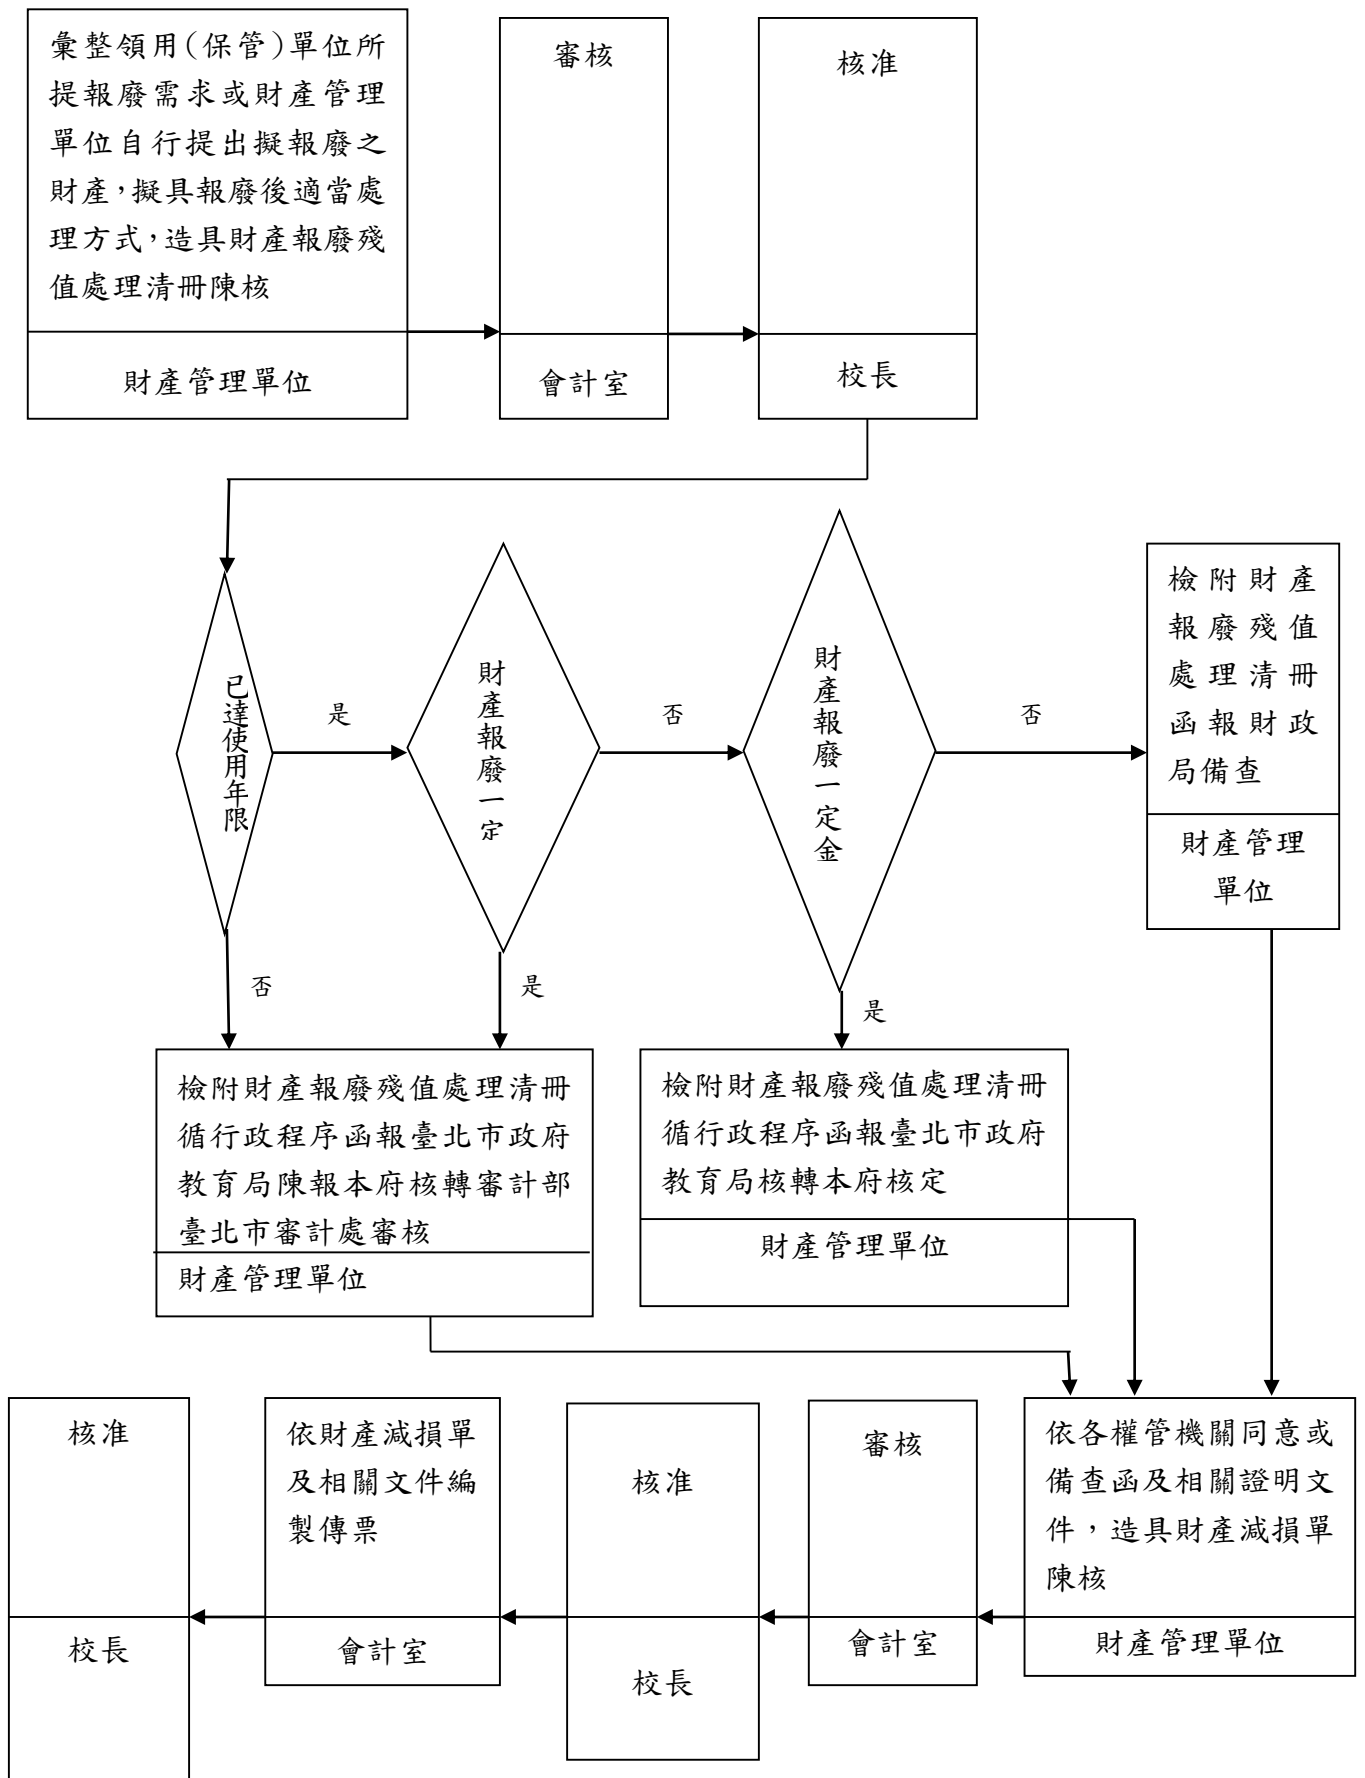 彙整領用(保管)單位所
提報廢需求或財產管理
單位自行提出擬報廢之
財產,擬具報廢後適當處
理方式,造具財產報廢殘
值處理清冊陳核
財產管理單位
審核
會計室
核准
校長
已達使用年限
是
財產報廢一定
否
財產報廢一定金
否
檢附財產
報廢殘值
處理清冊
函報財政
局備查
財產管理
單位
否
是
是
檢附財產報廢殘值處理清冊
循行政程序函報臺北市政府
教育局陳報本府核轉審計部
臺北市審計處審核
財產管理單位
檢附財產報廢殘值處理清冊
循行政程序函報臺北市政府
教育局核轉本府核定
財產管理單位
依各權管機關同意或
備查函及相關證明文
件,造具財產減損單
陳核
財產管理單位
審核
會計室
核准
校長
依財產減損單
及相關文件編
製傳票
會計室
核准
校長